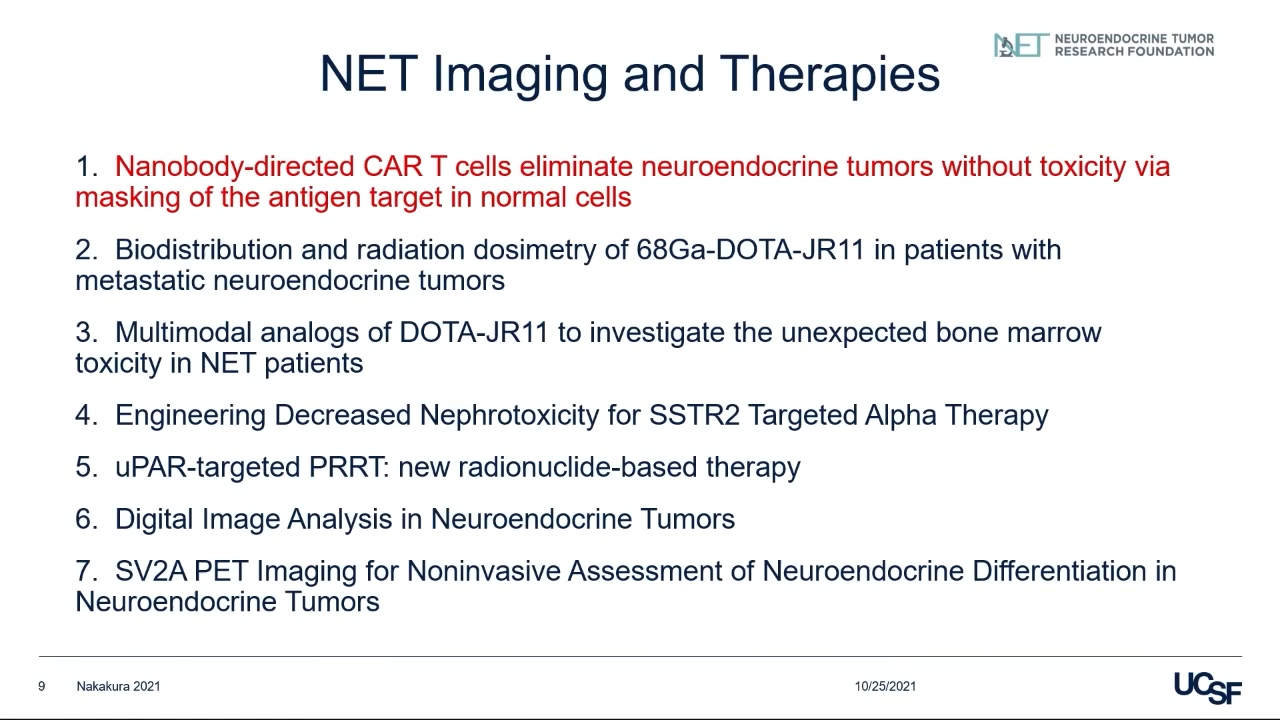 NET NEUROENDOCRINE TUMOR
RESEARCH FOUNDATION
NET Imaging and Therapies
1. Nanobody-directed CAR T cells eliminate neuroendocrine tumors without toxicity via
masking of the antigen target in normal cells
2. Biodistribution and radiation dosimetry of 68Ga-DOTA-JR11 in patients with
metastatic neuroendocrine tumors
3. Multimodal analogs of DOTA-JR11 to investigate the unexpected bone marrow
toxicity in NET patients
4. Engineering Decreased Nephrotoxicity for SSTR2 Targeted Alpha Therapy
5. uPAR-targeted PRRT: new radionuclide-based therapy
6. Digital Image Analysis in Neuroendocrine Tumors
7. SV2A PET Imaging for Noninvasive Assessment of Neuroendocrine Differentiation in
Neuroendocrine Tumors
9 Nakakura 2021 10/25/2021 UCSF